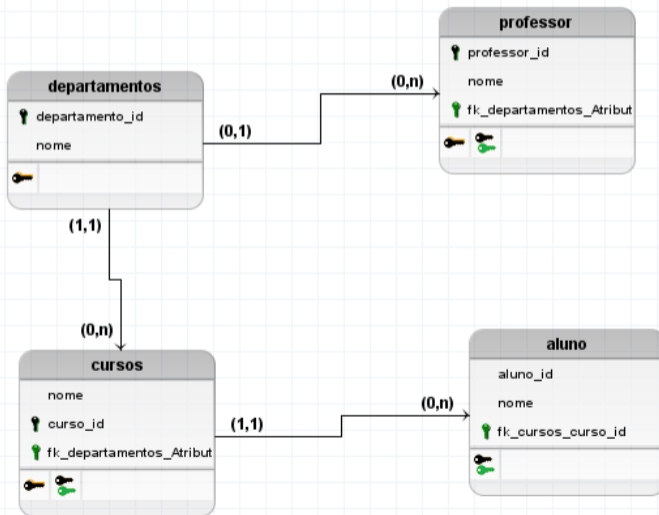 professor
professor_id
nome
fk_departamentos_Atribut
departamentos
departamento_id
nome
(0,1)
(0,n)
(1,1)
(0,n)
cursos
nome
curso_id
fk_departamentos_Atribut
(1,1)
(0,n)
aluno
aluno_id
nome
fk_cursos_curso_id